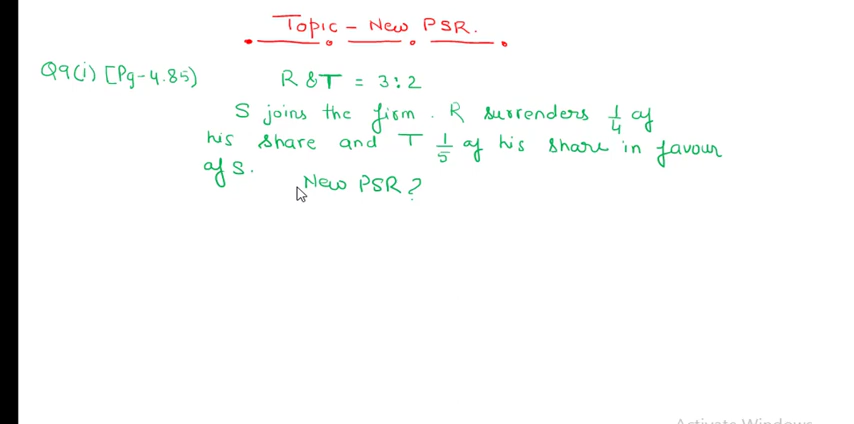 Topic - New PSR.
Q9(i) [Pg-4.85)
R & T = 3:2
S joins the firm. R surrenders 1/4 of
his share and T 1/5 of his share in favour
of S.
New PSR?
Activate Windows